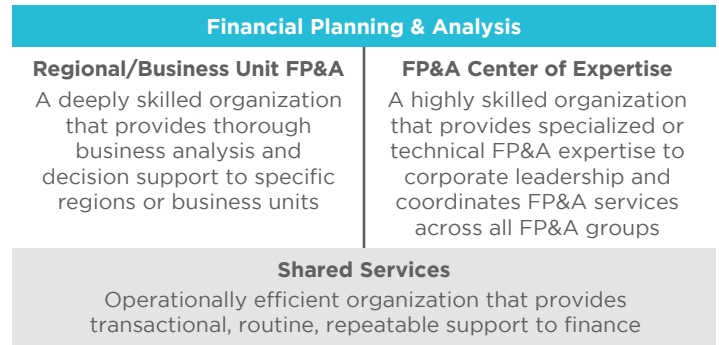 Financial Planning & Analysis
Regional/Business Unit FP&A
A deeply skilled organization
that provides thorough
business analysis and
decision support to specific
regions or business units
FP&A Center of Expertise
A highly skilled organization
that provides specialized or
technical FP&A expertise to
corporate leadership and
coordinates FP&A services
across all FP&A groups
Shared Services
Operationally efficient organization that provides
transactional, routine, repeatable support to finance